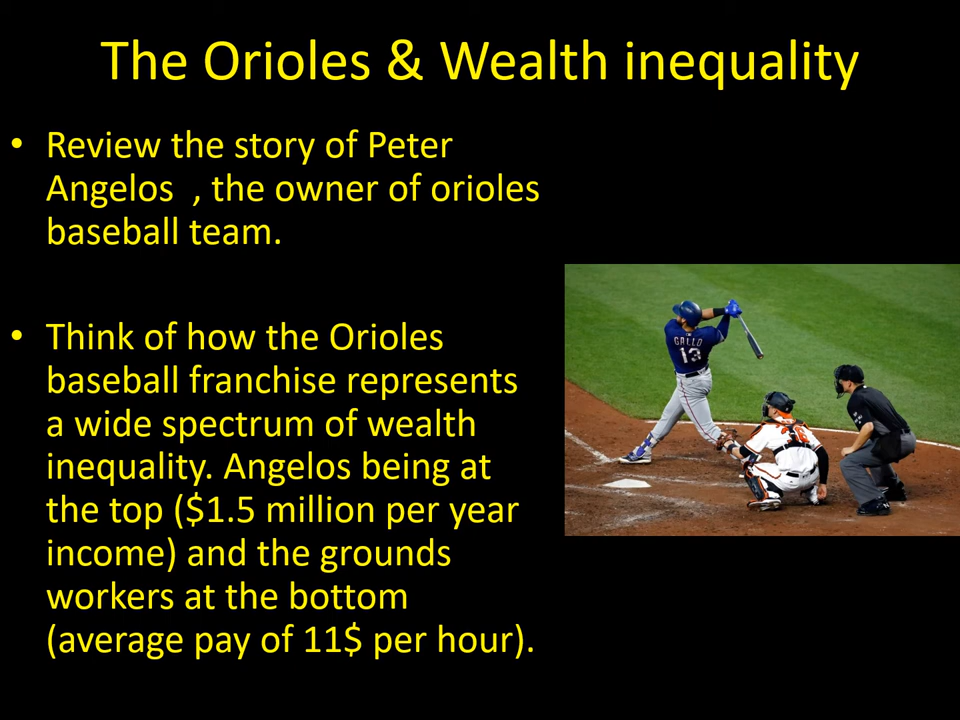 The Orioles & Wealth inequality
• Review the story of Peter
Angelos , the owner of orioles
baseball team.
• Think of how the Orioles
baseball franchise represents
a wide spectrum of wealth
inequality. Angelos being at
the top ($1.5 million per year
income) and the grounds
workers at the bottom
(average pay of 11$ per hour).
GALLO
13